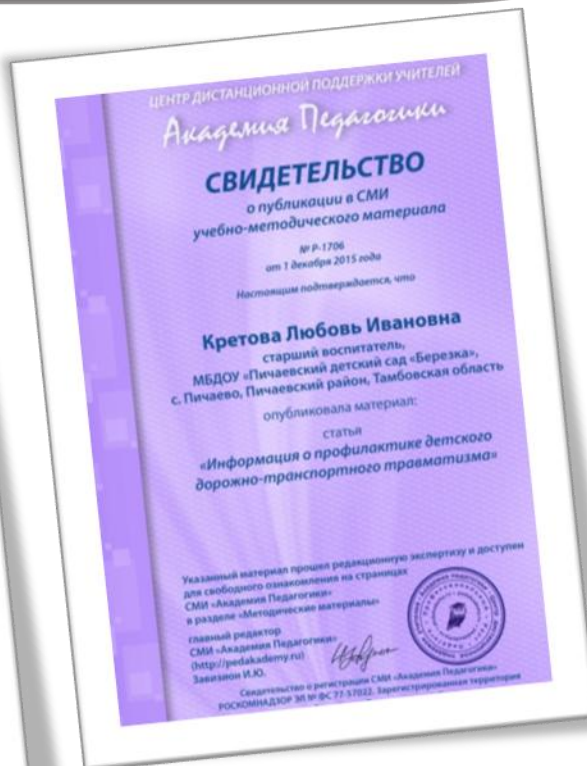 ЦЕНТР ДИСТАНЦИОННОЙ ПОДДЕРЖКИ УЧИТЕЛЕЙ
Академия Педагогики
СВИДЕТЕЛЬСТВО
о публикации в СМИ
учебно-методического материала
№ Р-1706
от 1 декабря 2015 года
Настоящим подтверждается, что
Кретова Любовь Ивановна
старший воспитатель,
МБДОУ «Пичаевский детский сад «Березка»,
с. Пичаево, Пичаевский район, Тамбовская область
опубликовала материал:
статья
«Информация о профилактике детского
дорожно-транспортного травматизма»
Указанный материал прошел редакционную экспертизу и доступен
для свободного ознакомления на страницах
СМИ «Академия Педагогики»
в разделе «Методические материалы»
главный редактор
СМИ «Академия Педагогики»
(http://pedakademy.ru)
Завизион И.Ю.
Свидетельство о регистрации СМИ «Академия Педагогики»
РОСКОМНАДЗОР ЭЛ № ФС 77-57022. Зарегистрированная территория